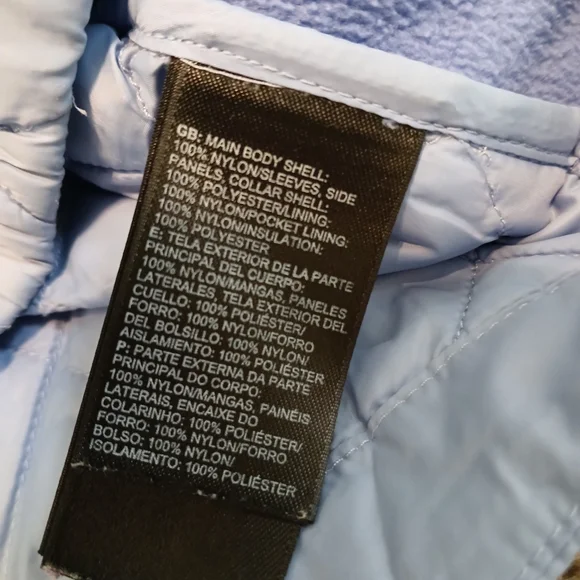 GB: MAIN BODY SHELL:
100% NYLON/SLEEVES, SIDE
PANELS, COLLAR SHELL:
100% POLYESTER/LINING:
100% NYLON/POCKET LINING:
100% NYLON/INSULATION:
100% POLYESTER
E: TELA EXTERIOR DE LA PARTE
PRINCIPAL DEL CUERPO:
100% NYLON/MANGAS, PANELES
LATERALES, TELA EXTERIOR DEL
CUELLO: 100% POLIÉSTER/
FORRO: 100% NYLON/FORRO
DEL BOLSILLO: 100% NYLON/
AISLAMIENTO: 100% POLIÉSTER
P: PARTE EXTERNA DA PARTE
PRINCIPAL DO CORPO:
100% NYLON/MANGAS, PAINÉIS
LATERAIS, ENCAIXE DO
COLARINHO: 100% POLIÉSTER/
FORRO: 100% NYLON/FORRO
BOLSO: 100% NYLON/
ISOLAMENTO: 100% POLIÉSTER